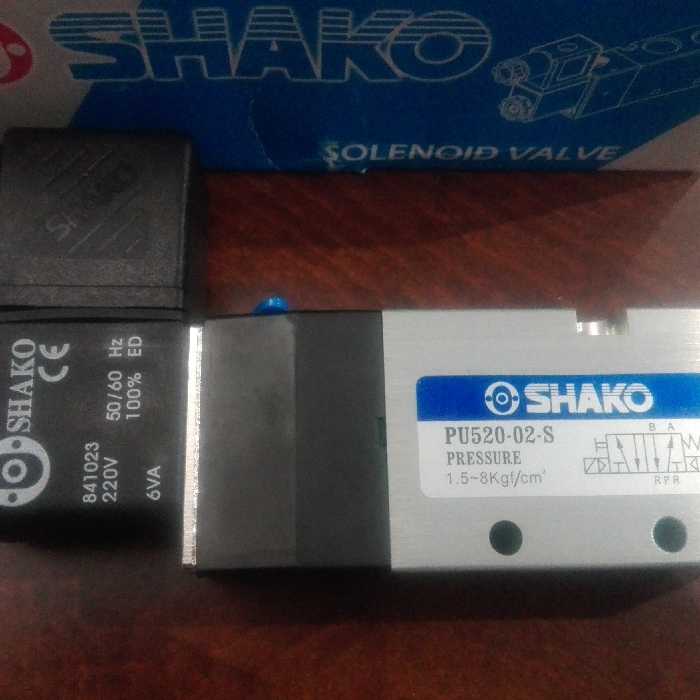 SHAKO
SOLENOID VALVE
SHAKO
SHAKO
CE
841023
220V 50/60 Hz
100% ED
6VA
SHAKO
PU520-02-S
PRESSURE
1.5~8Kgf/cm²
B A
R P R